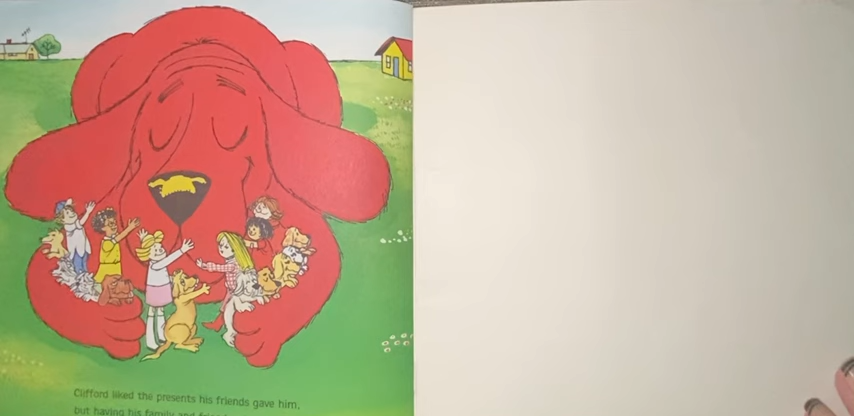 Clifford liked the presents his friends gave him,
but having his family and